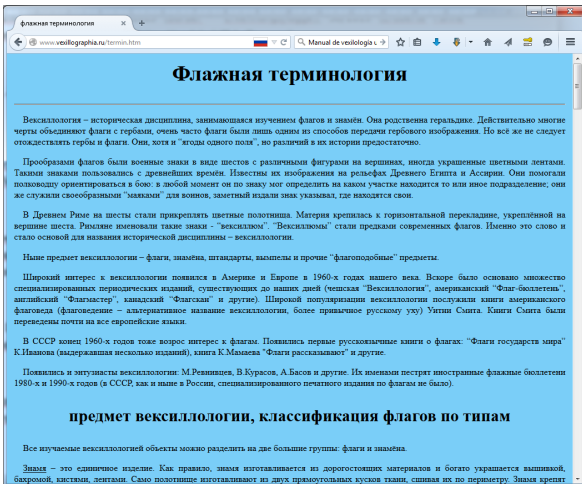 флажная терминология
www.vexillographia.ru/termin.htm
Manual de vexilologia
Флажная терминология
Вексиллология – историческая дисциплина, занимающаяся изучением флагов и знамён. Она родственна геральдике. Действительно многие
черты объединяют флаги с гербами, очень часто флаги были лишь одним из способов передачи гербового изображения. Но всё же не следует
отождествлять гербы и флаги. Они, хотя и "ягоды одного поля", но различий в их истории предостаточно.
Прообразами флагов были военные знаки в виде шестов с различными фигурами на вершинах, иногда украшенные цветными лентами.
Такими знаками пользовались с древнейших времён. Известны их изображения на рельефах Древнего Египта и Ассирии. Они помогали
полководцу ориентироваться в бою: в любой момент он по знаку мог определить на каком участке находится то или иное подразделение; они
же служили своеобразными "маяками" для воинов, заметный издали знак указывал, где находятся свои.
В Древнем Риме на шесты стали прикреплять цветные полотнища. Материя крепилась к горизонтальной перекладине, укреплённой на
вершине шеста. Римляне именовали такие знаки - "вексиллюм". "Вексиллюмы" стали предками современных флагов. Именно это слово и
стало основой для названия исторической дисциплины – вексиллологии.
Ныне предмет вексиллологии – флаги, знамёна, штандарты, вымпелы и прочие "флагоподобные" предметы.
Широкий интерес к вексиллологии появился в Америке и Европе в 1960-х годах нашего века. Вскоре было основано множество
специализированных периодических изданий, существующих до наших дней (чешская "Вексиллология", американский "Флаг-бюллетень",
английский "Флагмастер", канадский "Флагскан" и другие). Широкой популяризации вексиллологии послужили книги американского
флаговеда (флаговедение – альтернативное название вексиллологии, более привычное русскому уху) Уитни Смита. Книги Смита были
переведены почти на все европейские языки.
В СССР конец 1960-х годов тоже возрос интерес к флагам. Появились первые русскоязычные книги о флагах: "Флаги государств мира"
К.Иванова (выдержавшая несколько изданий), книга К.Мамаева "Флаги рассказывают" и другие.
Появились и энтузиасты вексиллологии: М.Ревнивцев, В.Курасов, А.Басов и другие. Их именами пестрят иностранные флажные бюллетени
1980-х и 1990-х годов (в СССР, как и ныне в России, специализированного печатного издания по флагам не было).
предмет вексиллологии, классификация флагов по типам
Все изучаемые вексиллологией объекты можно разделить на две большие группы: флаги и знамёна.
Знамя – это единичное изделие. Как правило, знамя изготавливается из дорогостоящих материалов и богато украшается вышивкой,
бахромой, кистями, лентами. Само полотнище изготавливают из двух прямоугольных кусков ткани, сшивая их по периметру. Знамя крепят